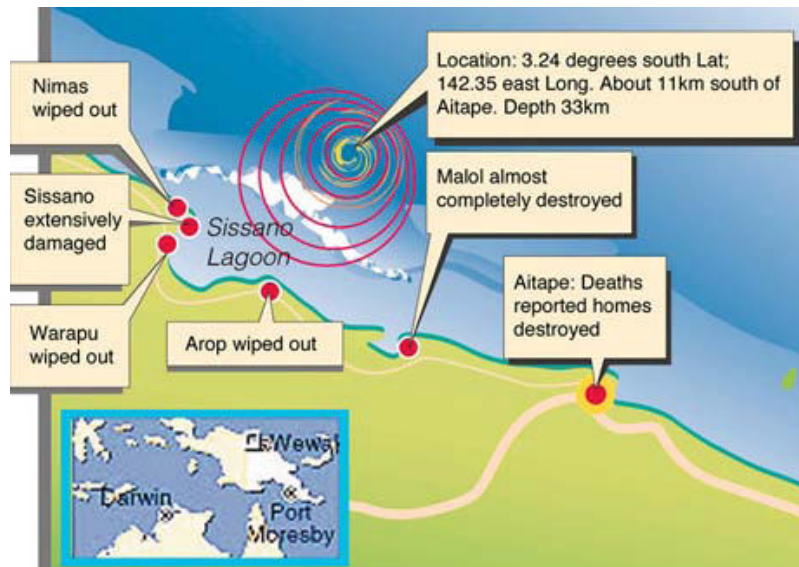 Location: 3.24 degrees south Lat;
142.35 east Long. About 11km south of
Aitape. Depth 33km
Nimas
wiped out
Malol almost
completely destroyed
Sissano
extensively
damaged
Sissano
Lagoon
Aitape: Deaths
reported homes
destroyed
Warapu
wiped out
Arop wiped out
Wewak
Darwin
Port
Moresby